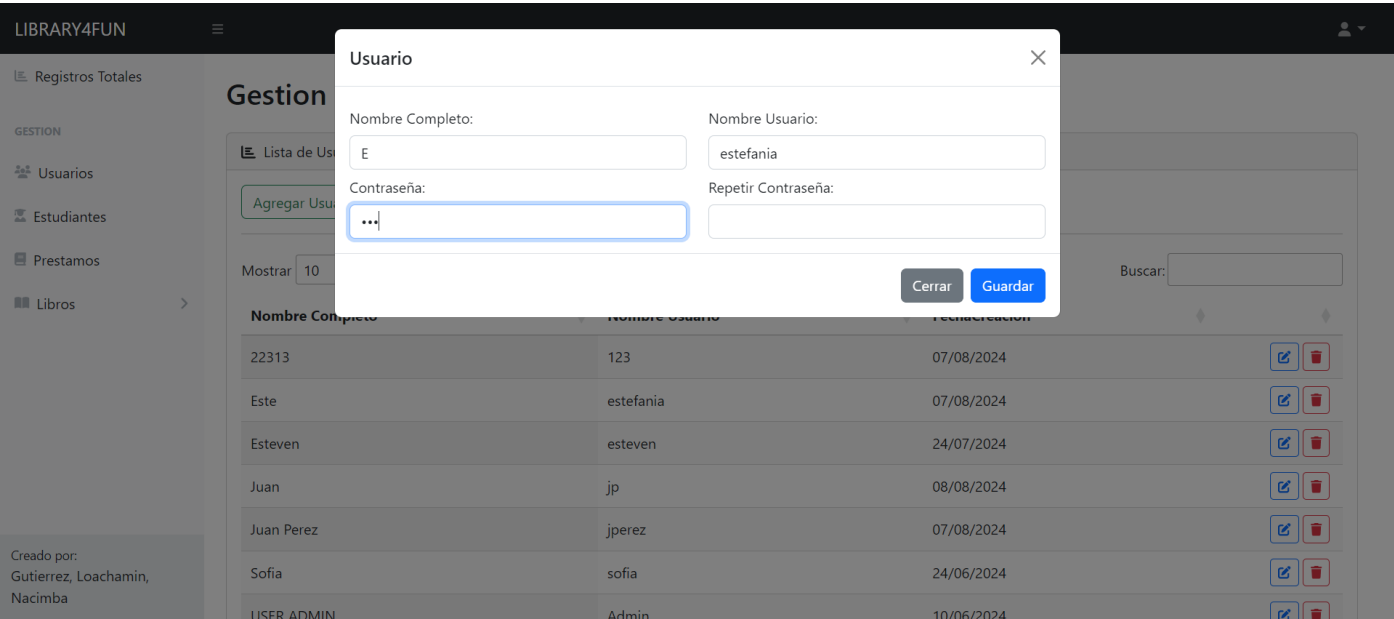 LIBRARY4FUN
Registros Totales
GESTION
Usuarios
Estudiantes
Prestamos
Libros
Creado por:
Gutierrez, Loachamin,
Nacimba
Gestion
Lista de Us
Agregar Usu
Mostrar 10
Buscar:
Usuario
Nombre Completo:
Nombre Usuario:
E
estefania
Contraseña:
Repetir Contraseña:
•••
Cerrar
Guardar
Nombre Completo Nombre Usuario FechaCreacion
22313 123 07/08/2024
Este estefania 07/08/2024
Esteven esteven 24/07/2024
Juan jp 08/08/2024
Juan Perez jperez 07/08/2024
Sofia sofia 24/06/2024
USER ADMIN Admin 10/06/2024